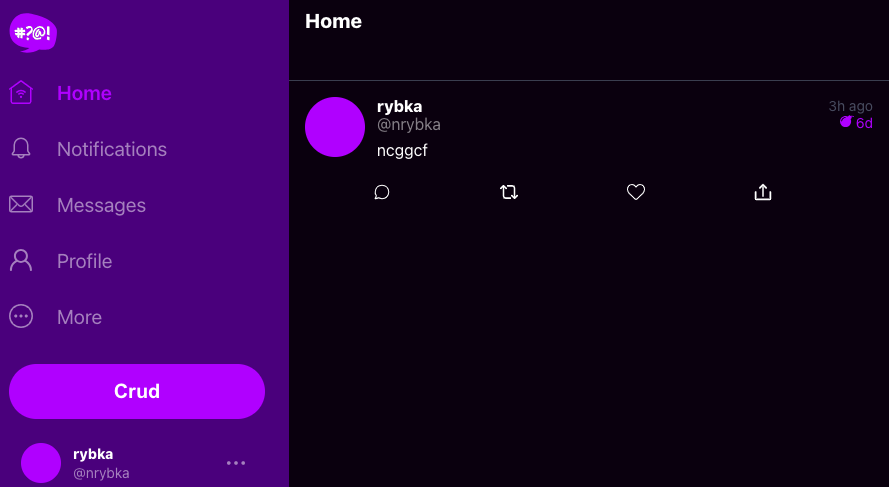 #?@!
Home
Notifications
Messages
Profile
More
Crud
rybka
@nrybka
Home
rybka
@nrybka
3h ago
6d
ncggcf